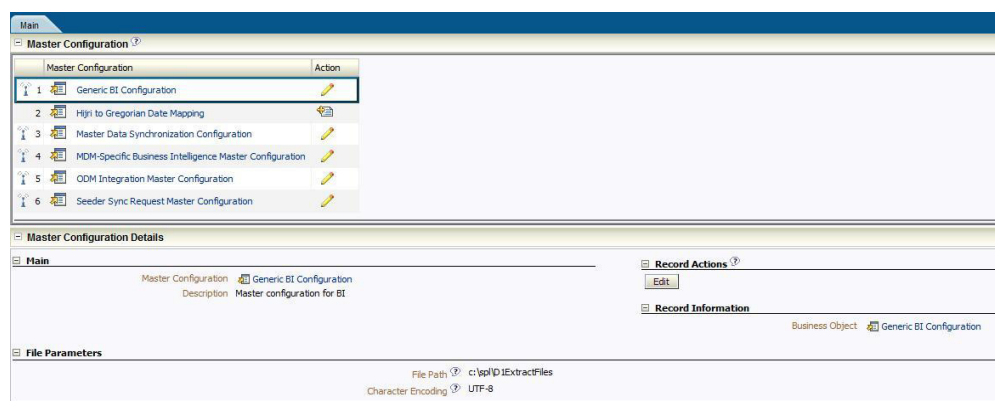 Main
Master Configuration ?
Master Configuration Action
1 Generic BI Configuration
2 Hijri to Gregorian Date Mapping
3 Master Data Synchronization Configuration
4 MDM-Specific Business Intelligence Master Configuration
5 ODM Integration Master Configuration
6 Seeder Sync Request Master Configuration
Master Configuration Details
Main
Master Configuration Generic BI Configuration
Description Master configuration for BI
Record Actions ?
Edit
Record Information
Business Object Generic BI Configuration
File Parameters
File Path ? c:\spl\D1ExtractFiles
Character Encoding ? UTF-8